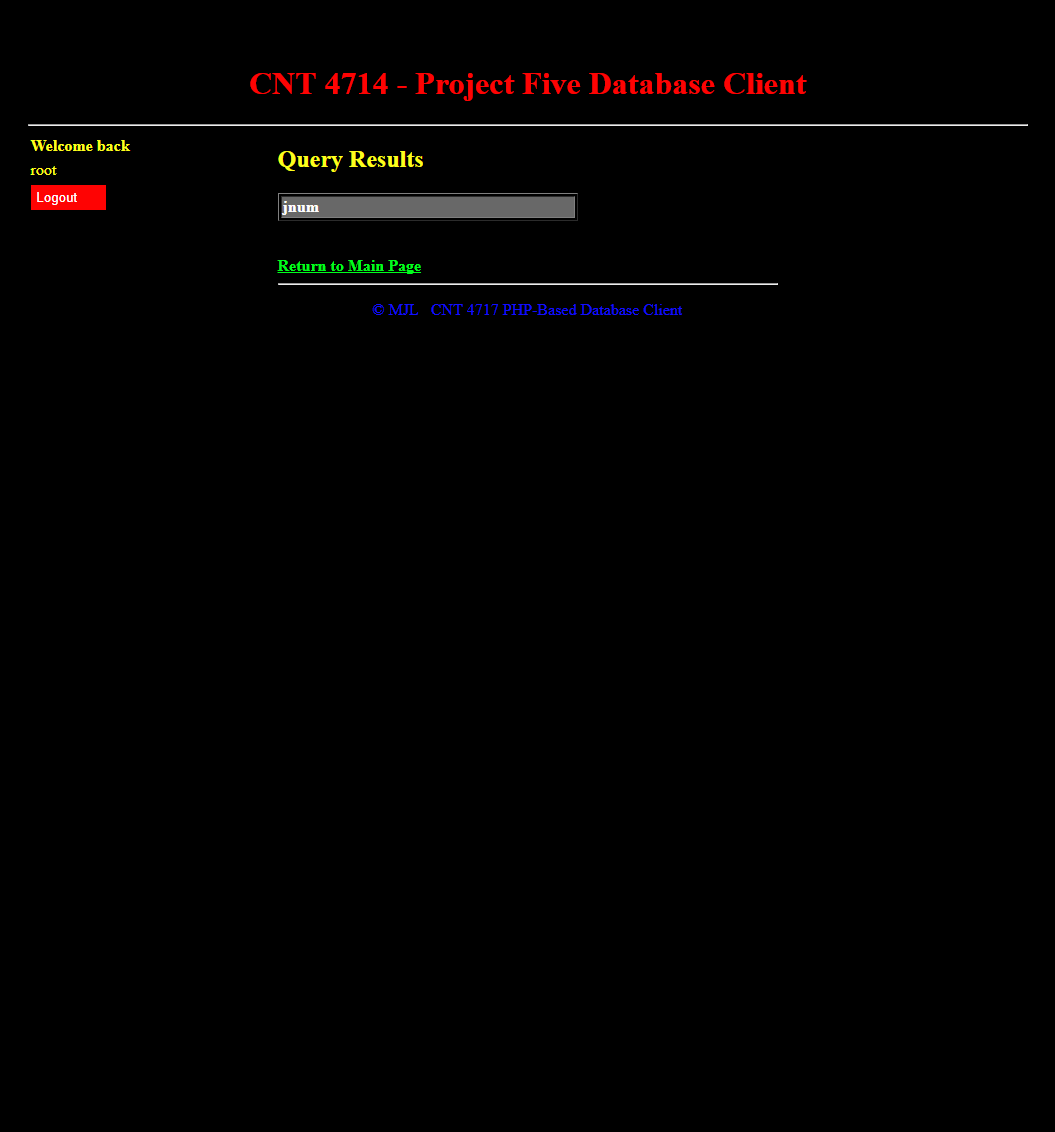 CNT 4714 - Project Five Database Client
Welcome back
root
Logout
Query Results
jnum
Return to Main Page
© MJL   CNT 4717 PHP-Based Database Client